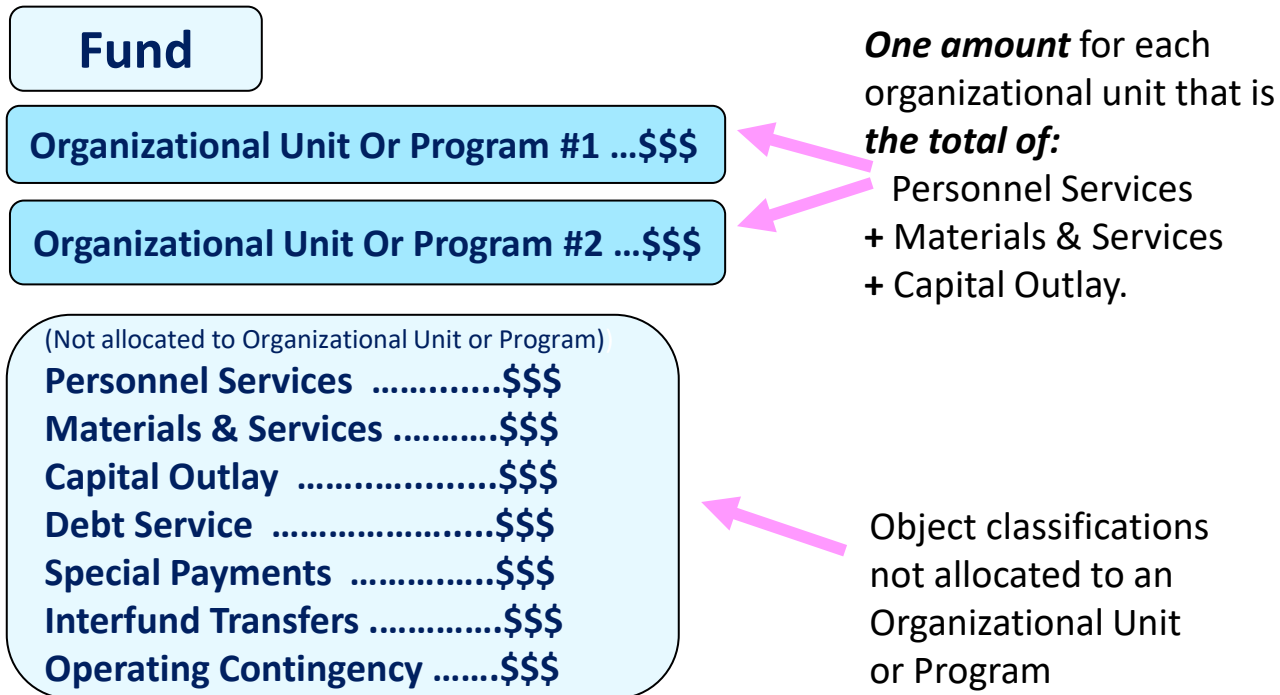 Fund
Organizational Unit Or Program #1 …$$$
Organizational Unit Or Program #2 …$$$
(Not allocated to Organizational Unit or Program))
Personnel Services …….......$$$
Materials & Services ...……….$$$
Capital Outlay ……..….........$$$
Debt Service ………………….....$$$
Special Payments ……….…..$$$
Interfund Transfers ..………….$$$
Operating Contingency …….$$$
One amount for each
organizational unit that is
the total of:
Personnel Services
+ Materials & Services
+ Capital Outlay.
Object classifications
not allocated to an
Organizational Unit
or Program